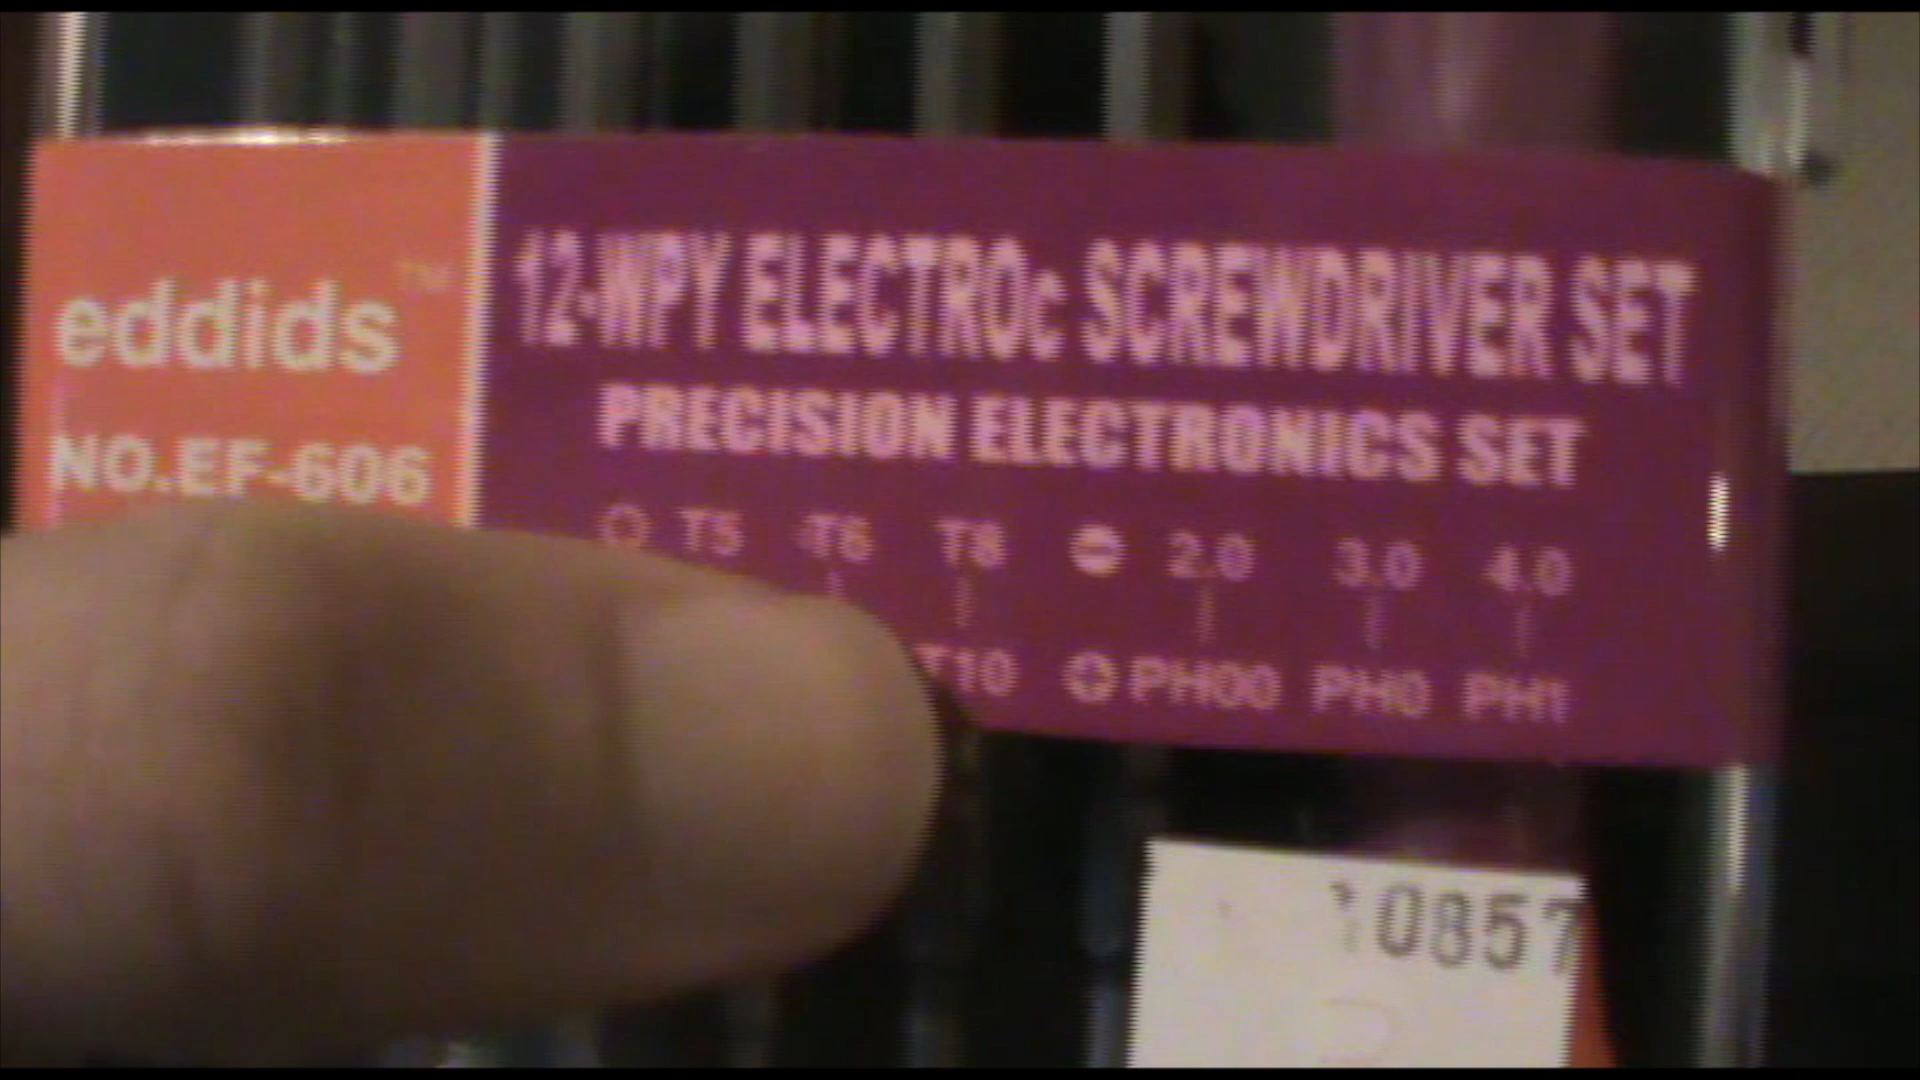 eddids™
NO.EF-606
12-WPY ELECTROc SCREWDRIVER SET
PRECISION ELECTRONICS SET
T5 T6 T8 2.0 3.0 4.0
T10 PH00 PH0 PH1
10857